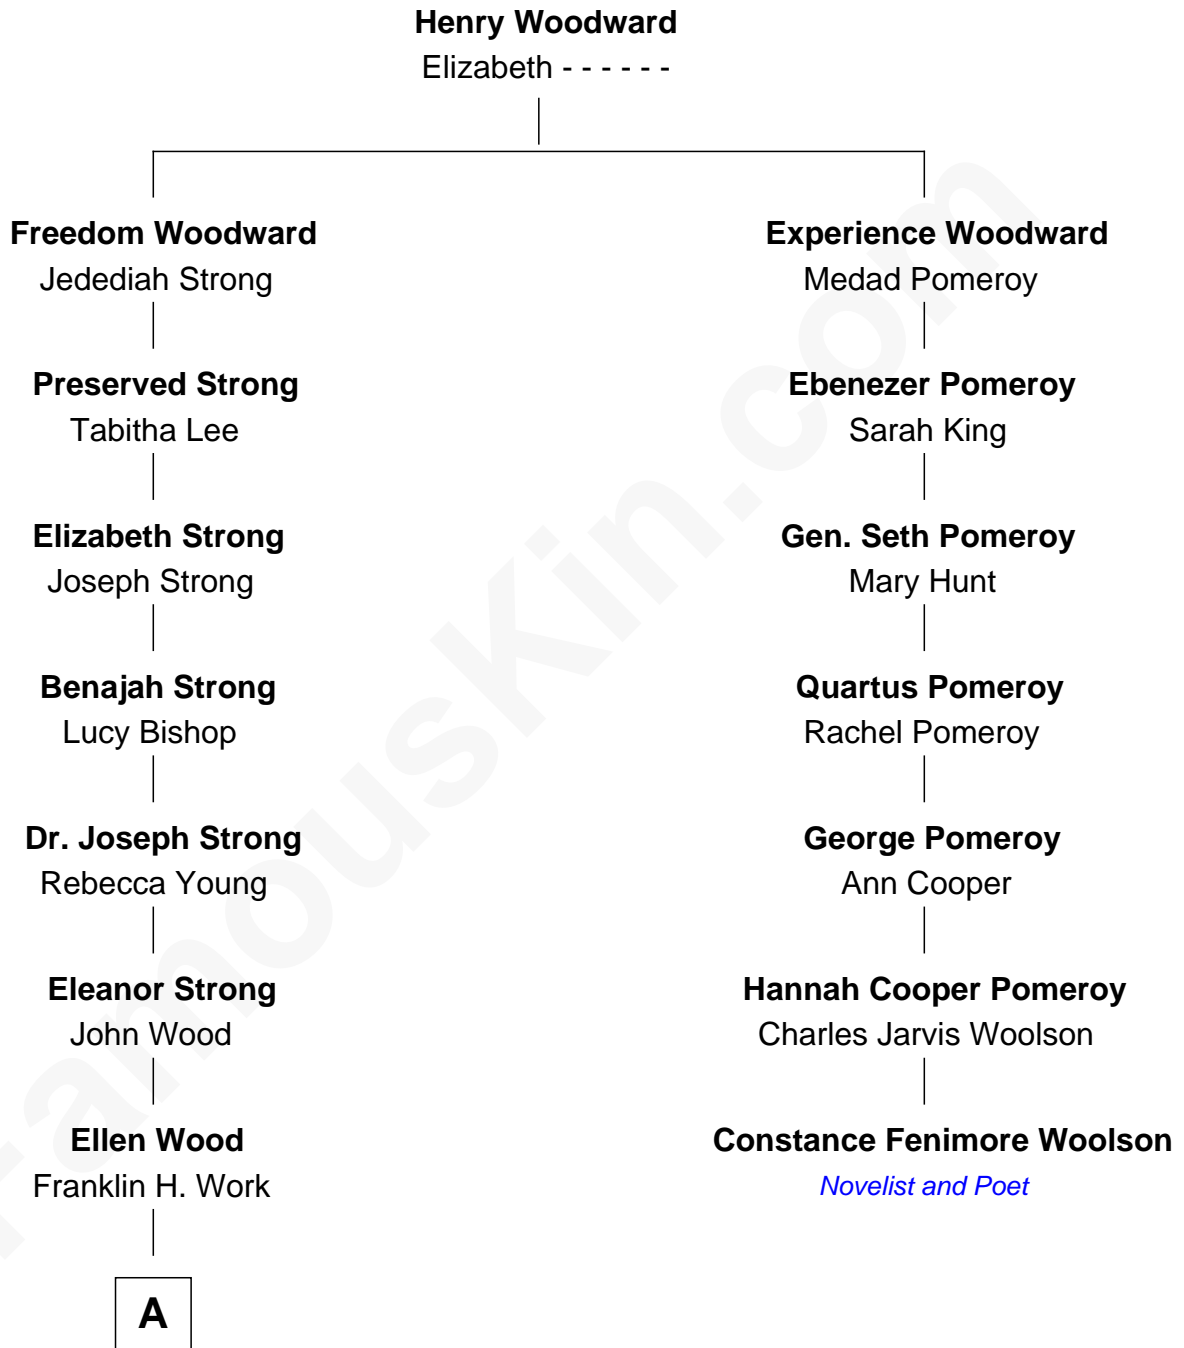 Henry Woodward
Elizabeth - - - - - -
Freedom Woodward
Jedediah Strong
Preserved Strong
Tabitha Lee
Elizabeth Strong
Joseph Strong
Benajah Strong
Lucy Bishop
Dr. Joseph Strong
Rebecca Young
Eleanor Strong
John Wood
Ellen Wood
Franklin H. Work
A
Experience Woodward
Medad Pomeroy
Ebenezer Pomeroy
Sarah King
Gen. Seth Pomeroy
Mary Hunt
Quartus Pomeroy
Rachel Pomeroy
George Pomeroy
Ann Cooper
Hannah Cooper Pomeroy
Charles Jarvis Woolson
Constance Fenimore Woolson
Novelist and Poet
FamousKin.com